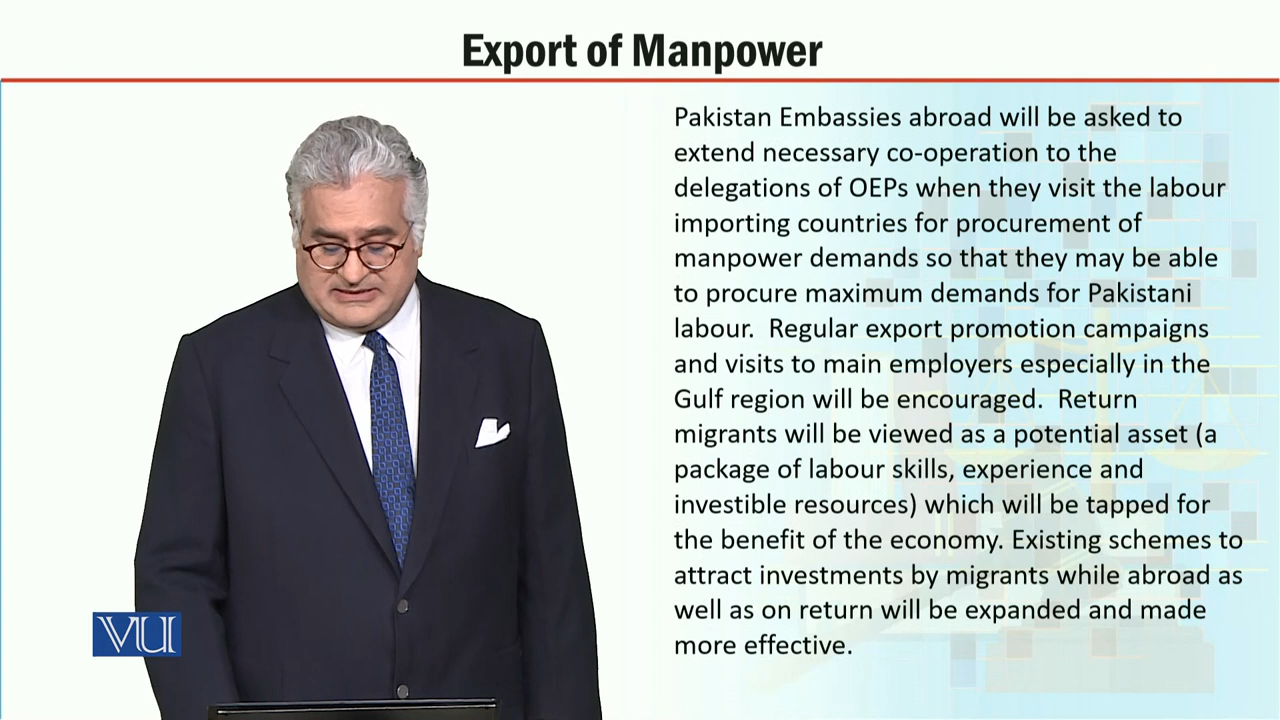 Export of Manpower
Pakistan Embassies abroad will be asked to
extend necessary co-operation to the
delegations of OEPs when they visit the labour
importing countries for procurement of
manpower demands so that they may be able
to procure maximum demands for Pakistani
labour.  Regular export promotion campaigns
and visits to main employers especially in the
Gulf region will be encouraged.  Return
migrants will be viewed as a potential asset (a
package of labour skills, experience and
investible resources) which will be tapped for
the benefit of the economy. Existing schemes to
attract investments by migrants while abroad as
well as on return will be expanded and made
more effective.
VU